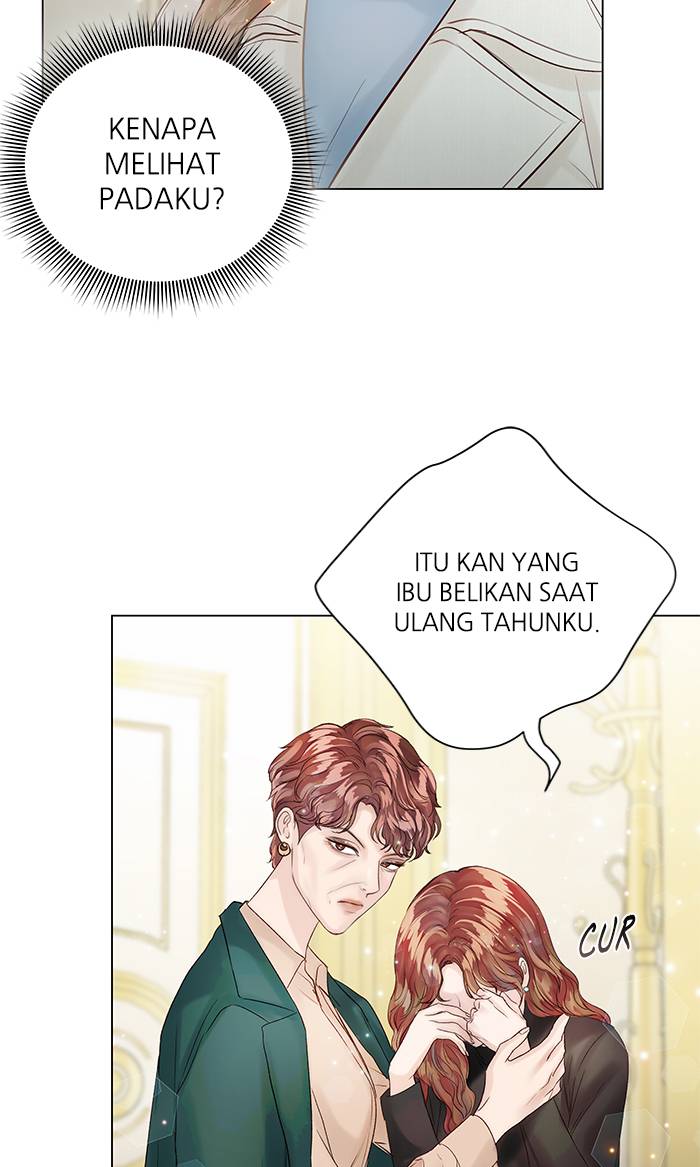 KENAPA
MELIHAT
PADAKU?
ITU KAN YANG
IBU BELIKAN SAAT
ULANG TAHUNKU.
CUR